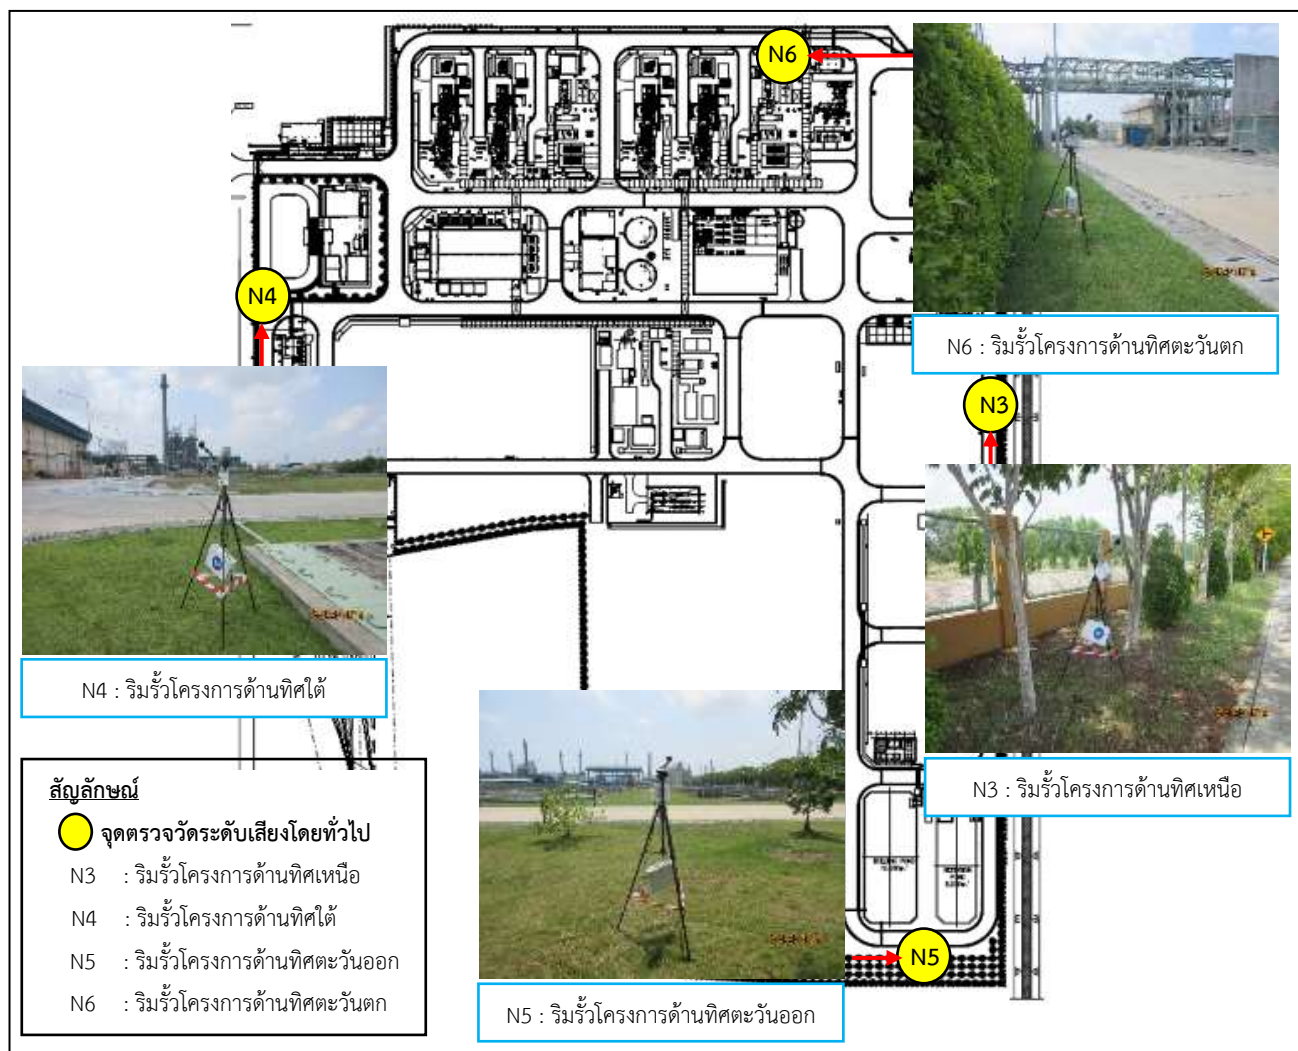 N6
N6 : ริมรั้วโครงการด้านทิศตะวันตก
N4
N3
N4 : ริมรั้วโครงการด้านทิศใต้
N3 : ริมรั้วโครงการด้านทิศเหนือ
N5
N5 : ริมรั้วโครงการด้านทิศตะวันออก
สัญลักษณ์
จุดตรวจวัดระดับเสียงโดยทั่วไป
N3 : ริมรั้วโครงการด้านทิศเหนือ
N4 : ริมรั้วโครงการด้านทิศใต้
N5 : ริมรั้วโครงการด้านทิศตะวันออก
N6 : ริมรั้วโครงการด้านทิศตะวันตก